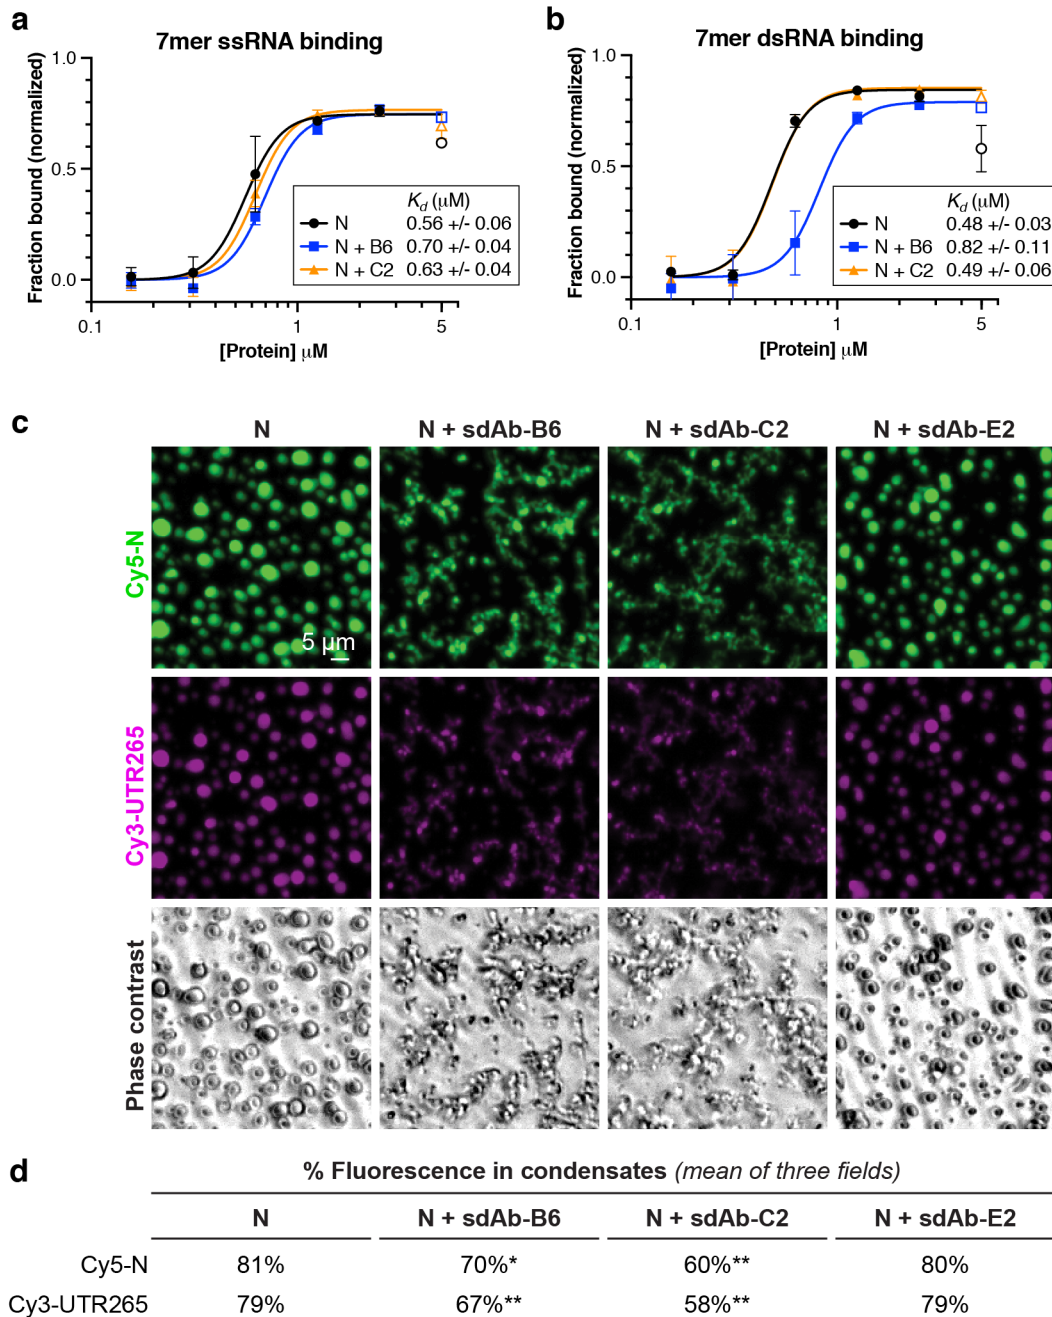 a
7mer ssRNA binding
Fraction bound (normalized)
1.0
0.5
0.0
0.1
1
5
[Protein] μM
Kd (μM)
N 0.56 +/- 0.06
N + B6 0.70 +/- 0.04
N + C2 0.63 +/- 0.04
b
7mer dsRNA binding
Fraction bound (normalized)
1.0
0.5
0.0
0.1
1
5
[Protein] μM
Kd (μM)
N 0.48 +/- 0.03
N + B6 0.82 +/- 0.11
N + C2 0.49 +/- 0.06
c
N N + sdAb-B6 N + sdAb-C2 N + sdAb-E2
Cy5-N
5 μm
Cy3-UTR265
Phase contrast
d
% Fluorescence in condensates (mean of three fields)
N N + sdAb-B6 N + sdAb-C2 N + sdAb-E2
Cy5-N 81% 70%* 60%** 80%
Cy3-UTR265 79% 67%** 58%** 79%